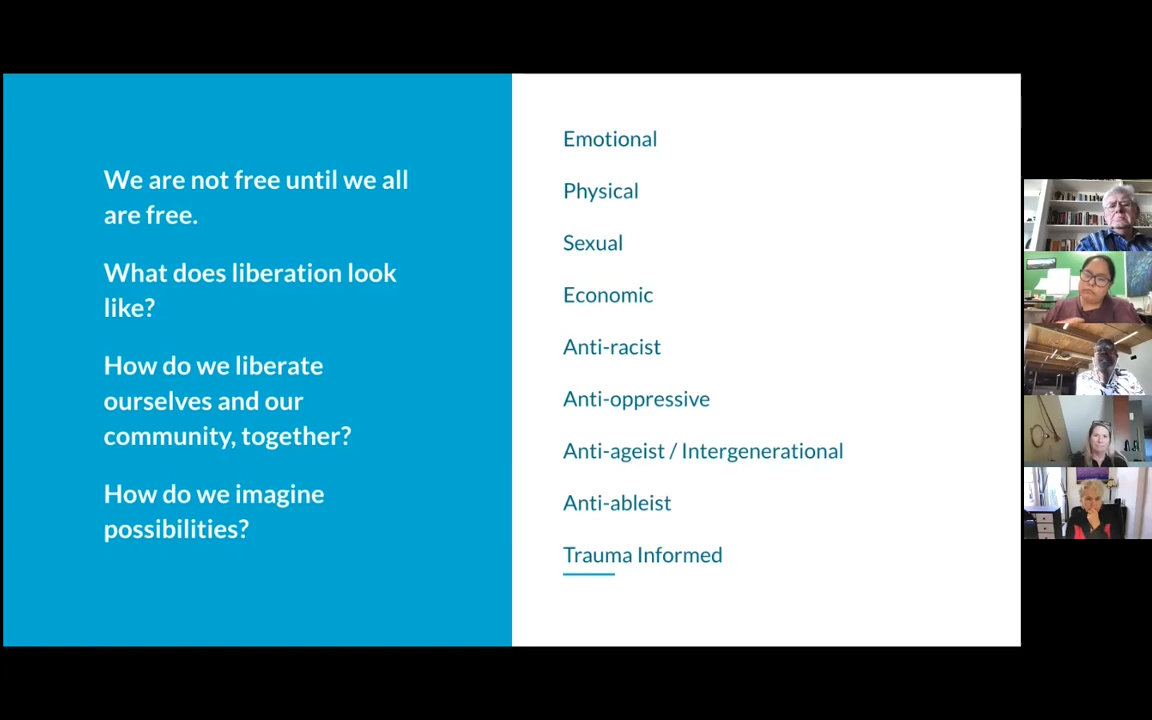 We are not free until we all
are free.
What does liberation look
like?
How do we liberate
ourselves and our
community, together?
How do we imagine
possibilities?
Emotional
Physical
Sexual
Economic
Anti-racist
Anti-oppressive
Anti-ageist / Intergenerational
Anti-ableist
Trauma Informed